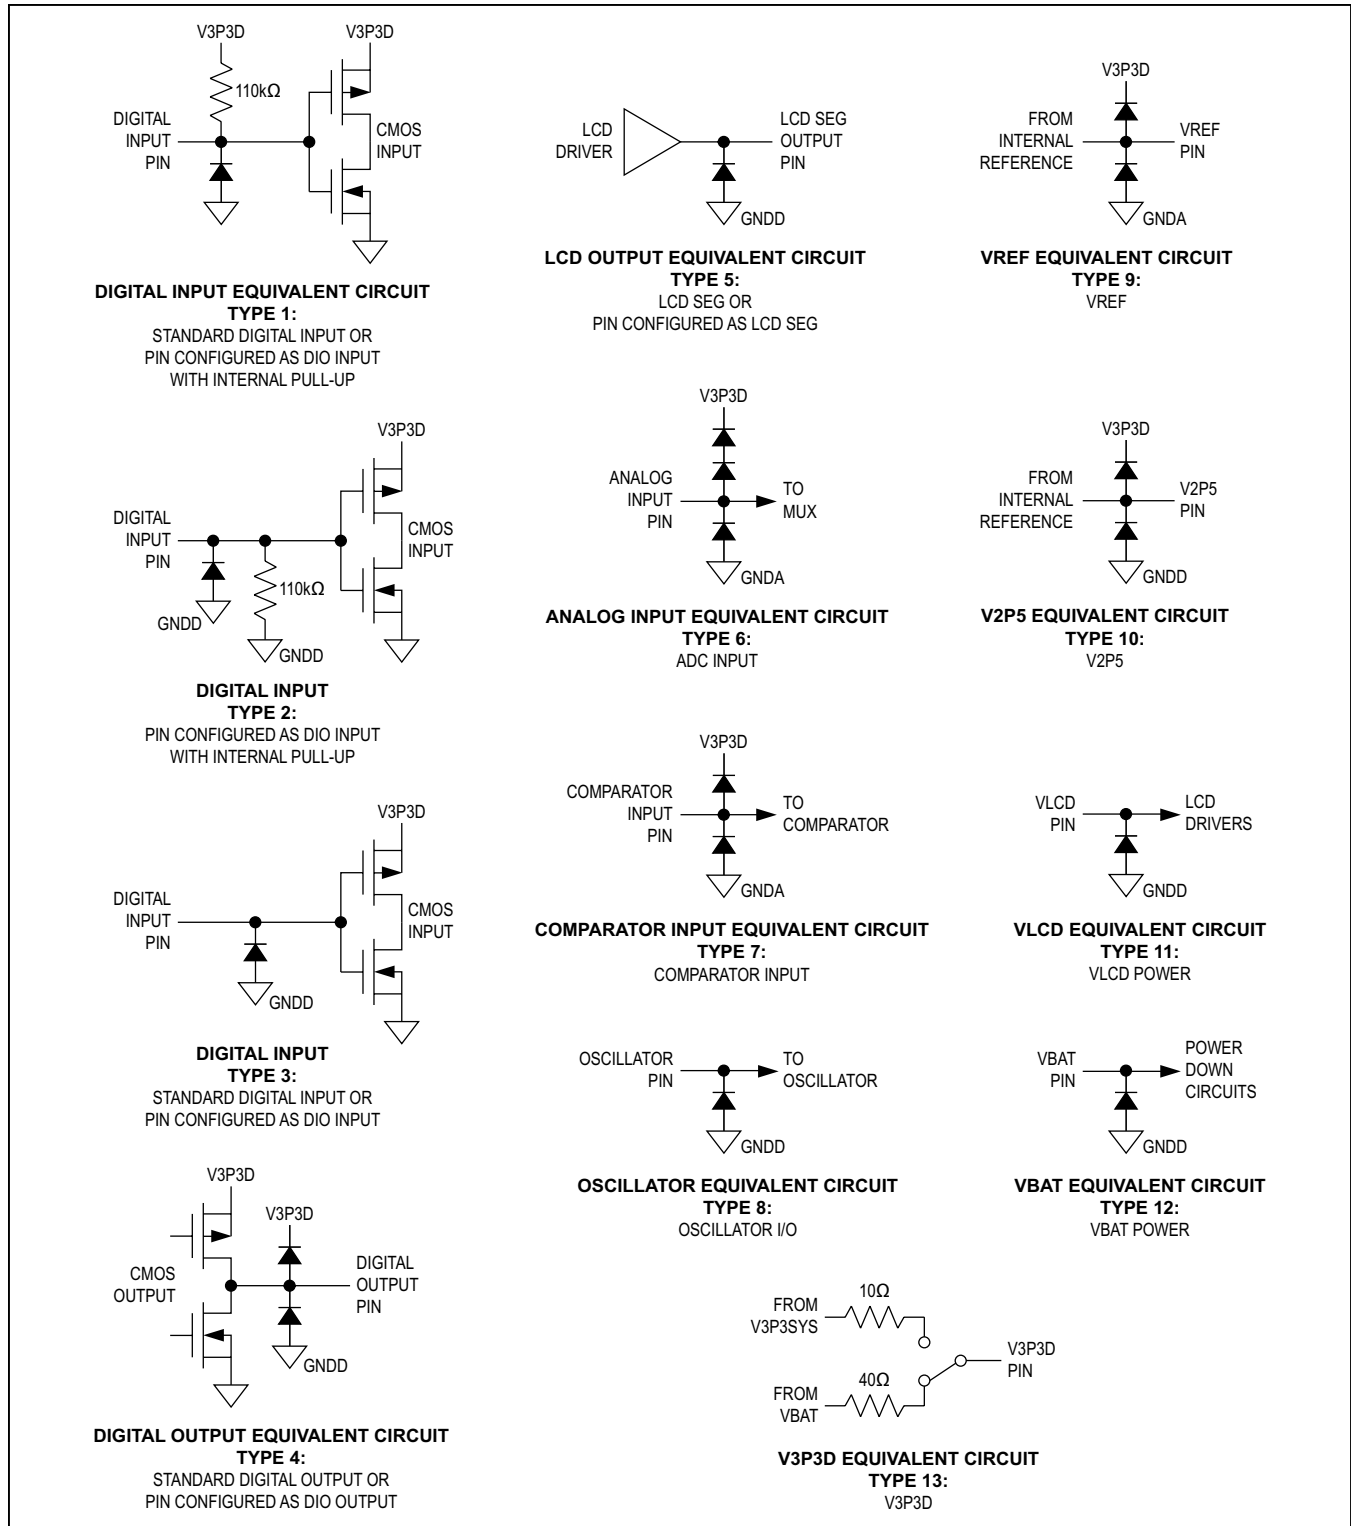 V3P3D
V3P3D
110kΩ
DIGITAL
INPUT
PIN
CMOS
INPUT
DIGITAL INPUT EQUIVALENT CIRCUIT
TYPE 1:
STANDARD DIGITAL INPUT OR
PIN CONFIGURED AS DIO INPUT
WITH INTERNAL PULL-UP
V3P3D
DIGITAL
INPUT
PIN
CMOS
INPUT
110kΩ
GNDD
GNDD
DIGITAL INPUT
TYPE 2:
PIN CONFIGURED AS DIO INPUT
WITH INTERNAL PULL-UP
V3P3D
DIGITAL
INPUT
PIN
CMOS
INPUT
GNDD
DIGITAL INPUT
TYPE 3:
STANDARD DIGITAL INPUT OR
PIN CONFIGURED AS DIO INPUT
V3P3D
V3P3D
CMOS
OUTPUT
DIGITAL
OUTPUT
PIN
GNDD
DIGITAL OUTPUT EQUIVALENT CIRCUIT
TYPE 4:
STANDARD DIGITAL OUTPUT OR
PIN CONFIGURED AS DIO OUTPUT
LCD
DRIVER
LCD SEG
OUTPUT
PIN
GNDD
LCD OUTPUT EQUIVALENT CIRCUIT
TYPE 5:
LCD SEG OR
PIN CONFIGURED AS LCD SEG
V3P3D
ANALOG
INPUT
PIN
TO
MUX
GNDA
ANALOG INPUT EQUIVALENT CIRCUIT
TYPE 6:
ADC INPUT
V3P3D
COMPARATOR
INPUT
PIN
TO
COMPARATOR
GNDA
COMPARATOR INPUT EQUIVALENT CIRCUIT
TYPE 7:
COMPARATOR INPUT
OSCILLATOR
PIN
TO
OSCILLATOR
GNDD
OSCILLATOR EQUIVALENT CIRCUIT
TYPE 8:
OSCILLATOR I/O
V3P3D
FROM
INTERNAL
REFERENCE
VREF
PIN
GNDA
VREF EQUIVALENT CIRCUIT
TYPE 9:
VREF
V3P3D
FROM
INTERNAL
REFERENCE
V2P5
PIN
GNDD
V2P5 EQUIVALENT CIRCUIT
TYPE 10:
V2P5
VLCD
PIN
LCD
DRIVERS
GNDD
VLCD EQUIVALENT CIRCUIT
TYPE 11:
VLCD POWER
VBAT
PIN
POWER
DOWN
CIRCUITS
GNDD
VBAT EQUIVALENT CIRCUIT
TYPE 12:
VBAT POWER
10Ω
FROM
V3P3SYS
V3P3D
PIN
40Ω
FROM
VBAT
V3P3D EQUIVALENT CIRCUIT
TYPE 13:
V3P3D